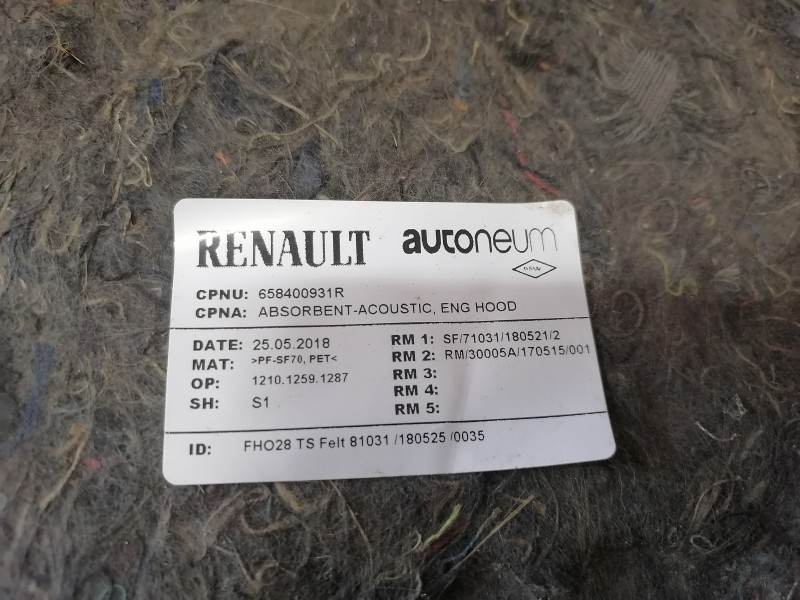 RENAULT autoneum
CPNU: 658400931R
CPNA: ABSORBENT-ACOUSTIC, ENG HOOD
DATE: 25.05.2018
MAT: >PF-SF70, PET<
OP: 1210.1259.1287
SH: S1
RM 1: SF/71031/180521/2
RM 2: RM/30005A/170515/001
RM 3:
RM 4:
RM 5:
ID: FHO28 TS Felt 81031 /180525 /0035